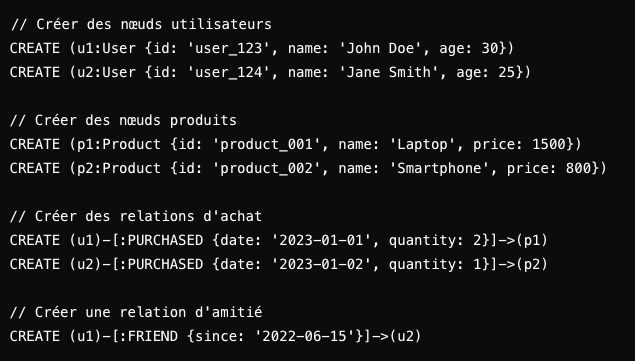 // Créer des nœuds utilisateurs
CREATE (u1:User {id: 'user_123', name: 'John Doe', age: 30})
CREATE (u2:User {id: 'user_124', name: 'Jane Smith', age: 25})
// Créer des nœuds produits
CREATE (p1:Product {id: 'product_001', name: 'Laptop', price: 1500})
CREATE (p2:Product {id: 'product_002', name: 'Smartphone', price: 800})
// Créer des relations d'achat
CREATE (u1)-[:PURCHASED {date: '2023-01-01', quantity: 2}]->(p1)
CREATE (u2)-[:PURCHASED {date: '2023-01-02', quantity: 1}]->(p2)
// Créer une relation d'amitié
CREATE (u1)-[:FRIEND {since: '2022-06-15'}]->(u2)